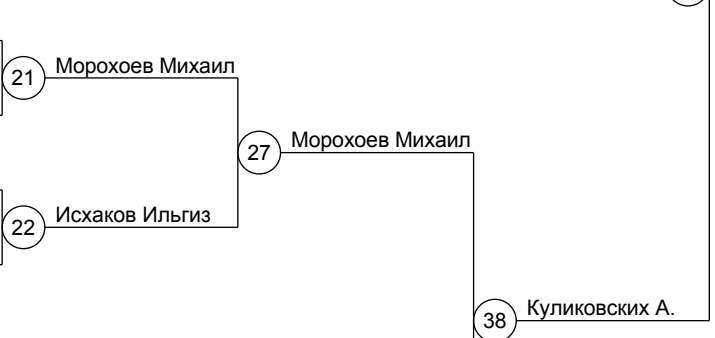 21 Морохоев Михаил
27 Морохоев Михаил
22 Исхаков Ильгиз
38 Куликовских А.